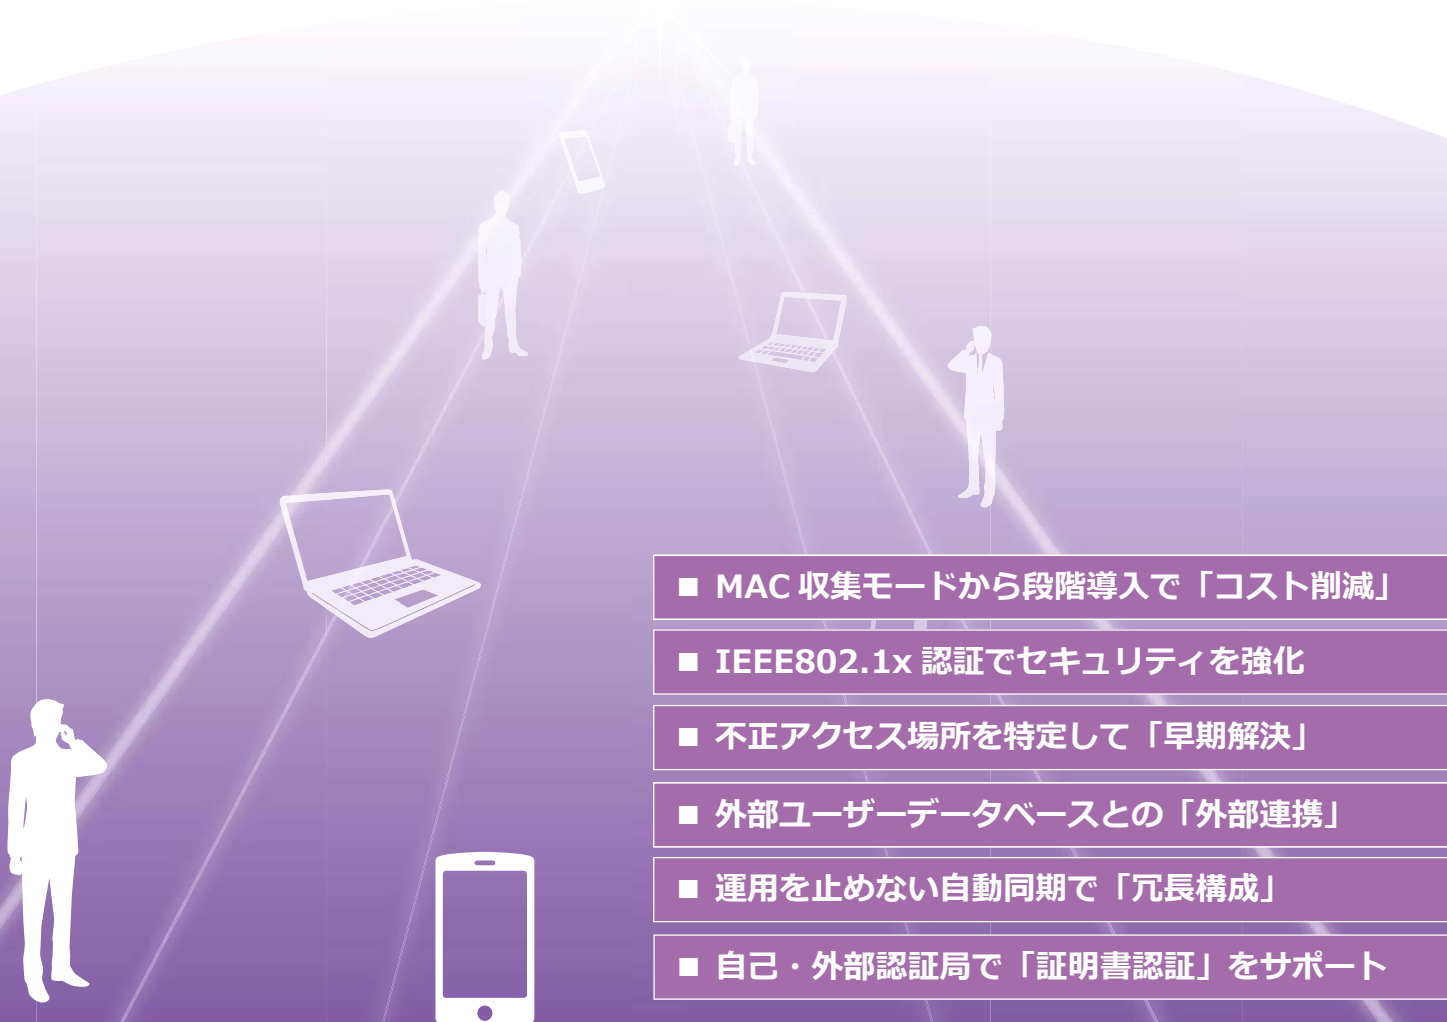 ■ MAC 収集モードから段階導入で「コスト削減」
■ IEEE802.1x 認証でセキュリティを強化
■ 不正アクセス場所を特定して「早期解決」
■ 外部ユーザーデータベースとの「外部連携」
■ 運用を止めない自動同期で「冗長構成」
■ 自己・外部認証局で「証明書認証」をサポート